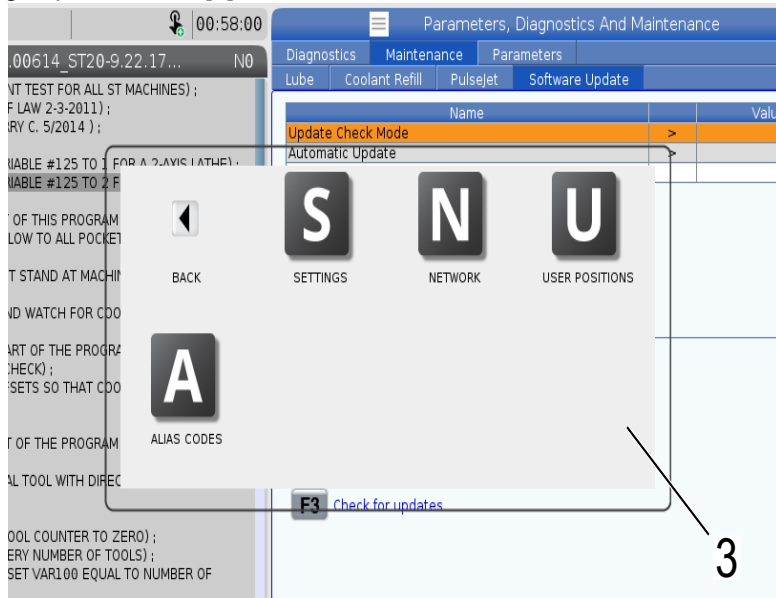 00:58:00
Parameters, Diagnostics And Maintenance
.00614_ST20-9.22.17... N0
Diagnostics Maintenance Parameters
Lube Coolant Refill PulseJet Software Update
NT TEST FOR ALL ST MACHINES) ;
F LAW 2-3-2011) ;
RRY C. 5/2014 ) ;
Name Valu
Update Check Mode >
Automatic Update >
RIABLE #125 TO 1 FOR A 2-AXIS LATHE) ;
RIABLE #125 TO 2 F
T OF THIS PROGRAM
LOW TO ALL POCKET
T STAND AT MACHIN
ND WATCH FOR COO
ART OF THE PROGRA
CHECK) ;
FSETS SO THAT COO
T OF THE PROGRAM
AL TOOL WITH DIREC
OOL COUNTER TO ZERO) ;
ERY NUMBER OF TOOLS) ;
SET VAR100 EQUAL TO NUMBER OF
S N U
BACK SETTINGS NETWORK USER POSITIONS
A
ALIAS CODES
F3 Check for updates
3